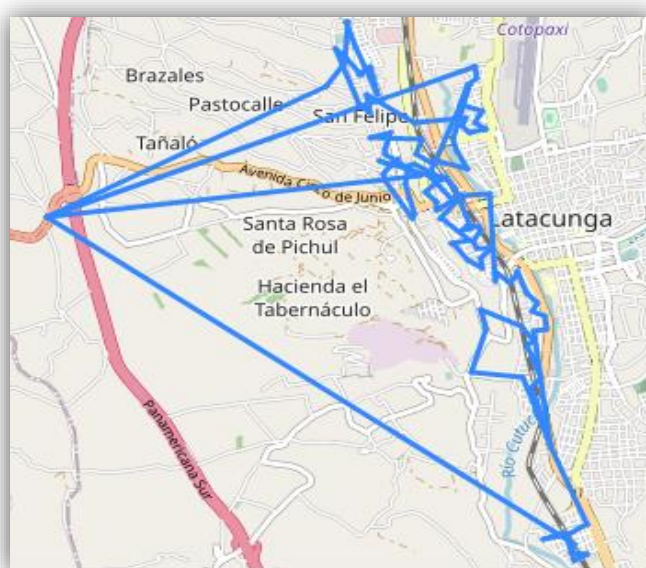 Cotopaxi
Brazales
Pastocalle
San Felipe
Tañaló
Avenida Cinco de Junio
Latacunga
Santa Rosa
de Pichul
Hacienda el
Tabernáculo
Panamericana Sur
Río Cutuc